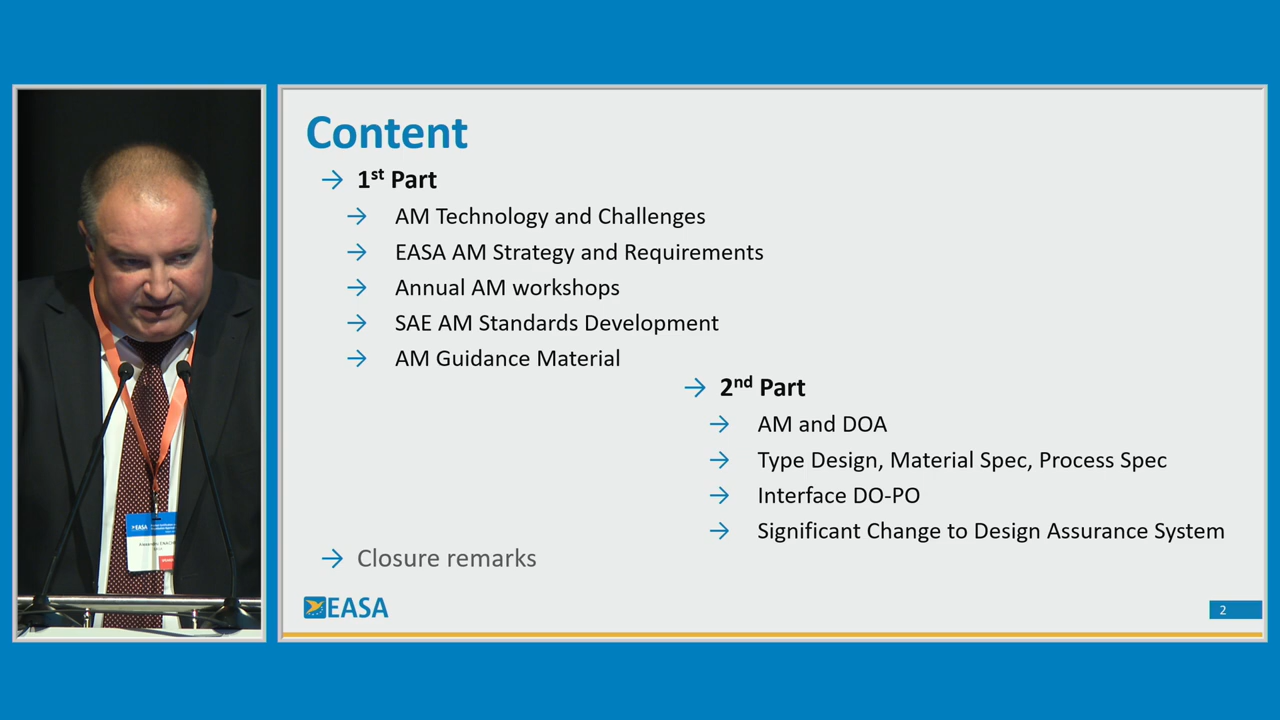 Content
1st Part
AM Technology and Challenges
EASA AM Strategy and Requirements
Annual AM workshops
SAE AM Standards Development
AM Guidance Material
2nd Part
AM and DOA
Type Design, Material Spec, Process Spec
Interface DO-PO
Significant Change to Design Assurance System
Closure remarks
EASA
2
EASA